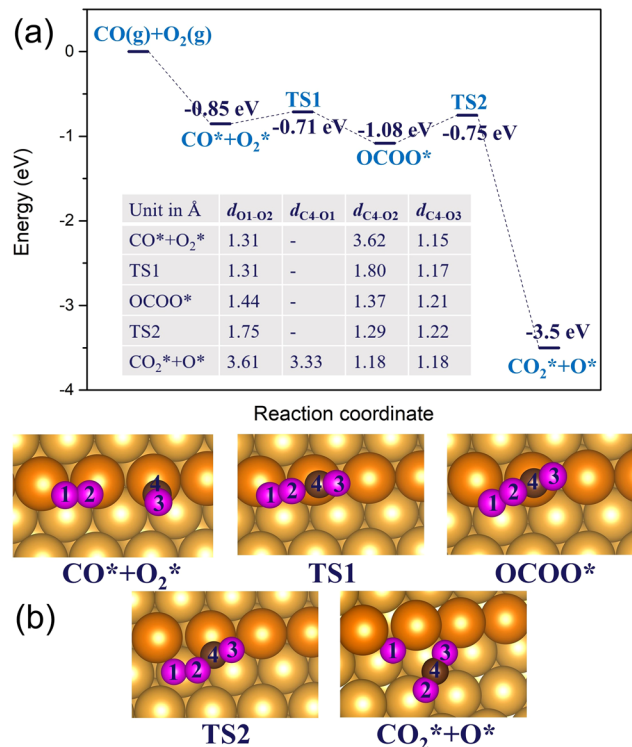 (a)
CO(g)+O₂(g)
0
-1
-2
-3
-4
Energy (eV)
-0.85 eV
CO*+O₂*
TS1
-0.71 eV
-1.08 eV
OCOO*
TS2
-0.75 eV
-3.5 eV
CO₂*+O*
Unit in Å d_O1-O2 d_C4-O1 d_C4-O2 d_C4-O3
CO*+O₂* 1.31 - 3.62 1.15
TS1 1.31 - 1.80 1.17
OCOO* 1.44 - 1.37 1.21
TS2 1.75 - 1.29 1.22
CO₂*+O* 3.61 3.33 1.18 1.18
Reaction coordinate
1 2 4 3
1 2 4 3
1 2 4 3
CO*+O₂* TS1 OCOO*
(b)
1 2 4 3
1 3 4 2
TS2 CO₂*+O*